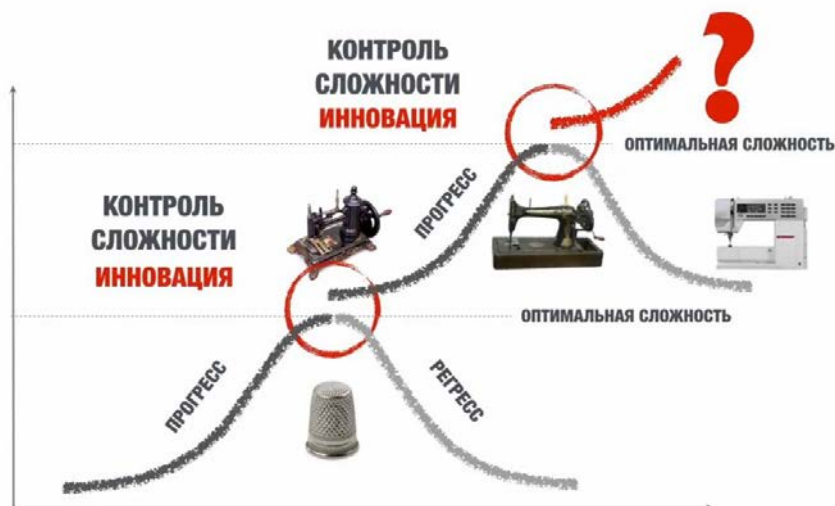 КОНТРОЛЬ
СЛОЖНОСТИ
ИННОВАЦИЯ
?
ОПТИМАЛЬНАЯ СЛОЖНОСТЬ
ПРОГРЕСС
КОНТРОЛЬ
СЛОЖНОСТИ
ИННОВАЦИЯ
ОПТИМАЛЬНАЯ СЛОЖНОСТЬ
ПРОГРЕСС
РЕГРЕСС